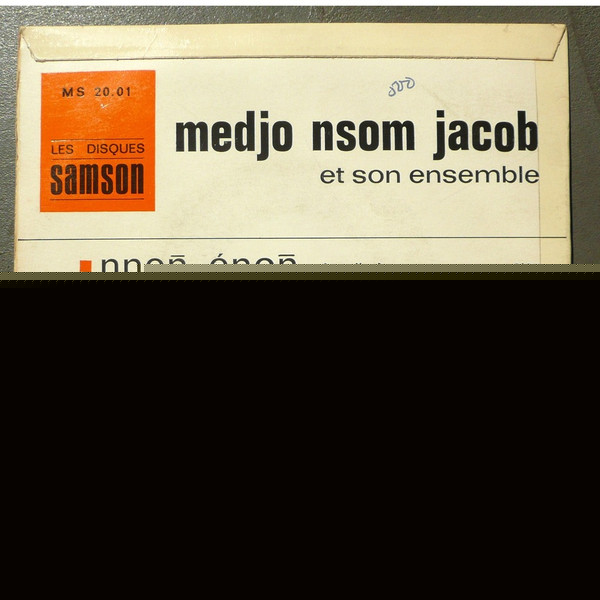 MS 20.01
LES DISQUES
samson
medjo nsom jacob
et son ensemble